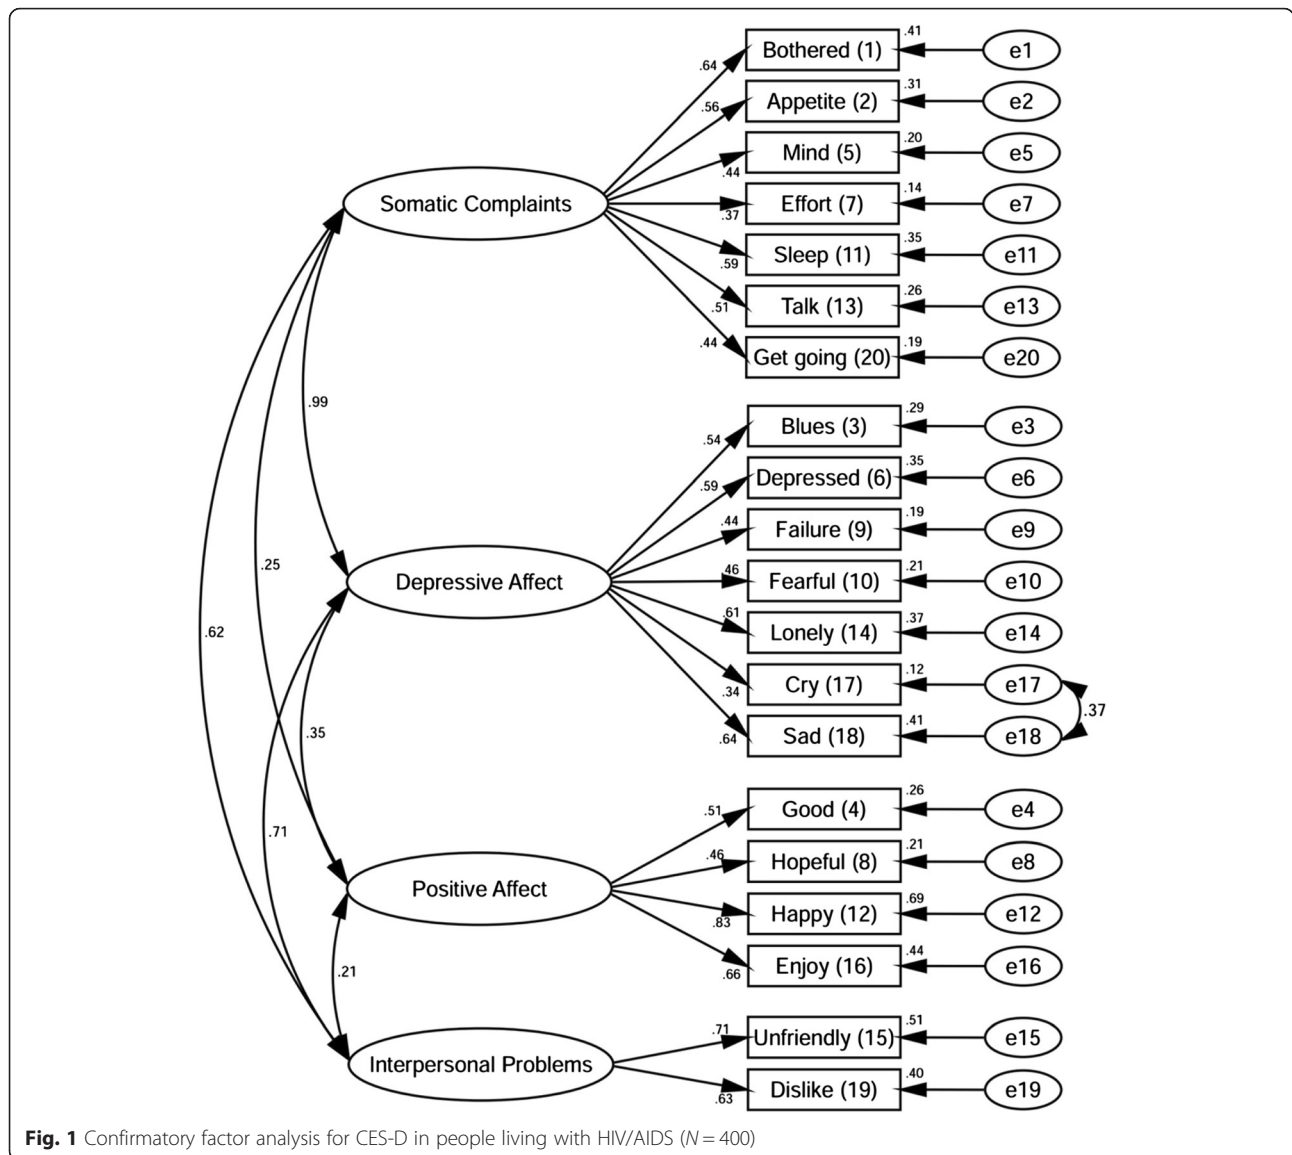 .64 Bothered (1) .41 e1
.56 Appetite (2) .31 e2
.44 Mind (5) .20 e5
Somatic Complaints .37 Effort (7) .14 e7
.59 Sleep (11) .35 e11
.51 Talk (13) .26 e13
.44 Get going (20) .19 e20
.99
.54 Blues (3) .29 e3
.59 Depressed (6) .35 e6
.44 Failure (9) .19 e9
.25 Depressive Affect .46 Fearful (10) .21 e10
.62 .61 Lonely (14) .37 e14
.34 Cry (17) .12 e17
.37
.35 .64 Sad (18) .41 e18
.71 .51 Good (4) .26 e4
.46 Hopeful (8) .21 e8
Positive Affect .83 Happy (12) .69 e12
.21 .66 Enjoy (16) .44 e16
.71 Unfriendly (15) .51 e15
Interpersonal Problems .63 Dislike (19) .40 e19
Fig. 1 Confirmatory factor analysis for CES-D in people living with HIV/AIDS (N = 400)